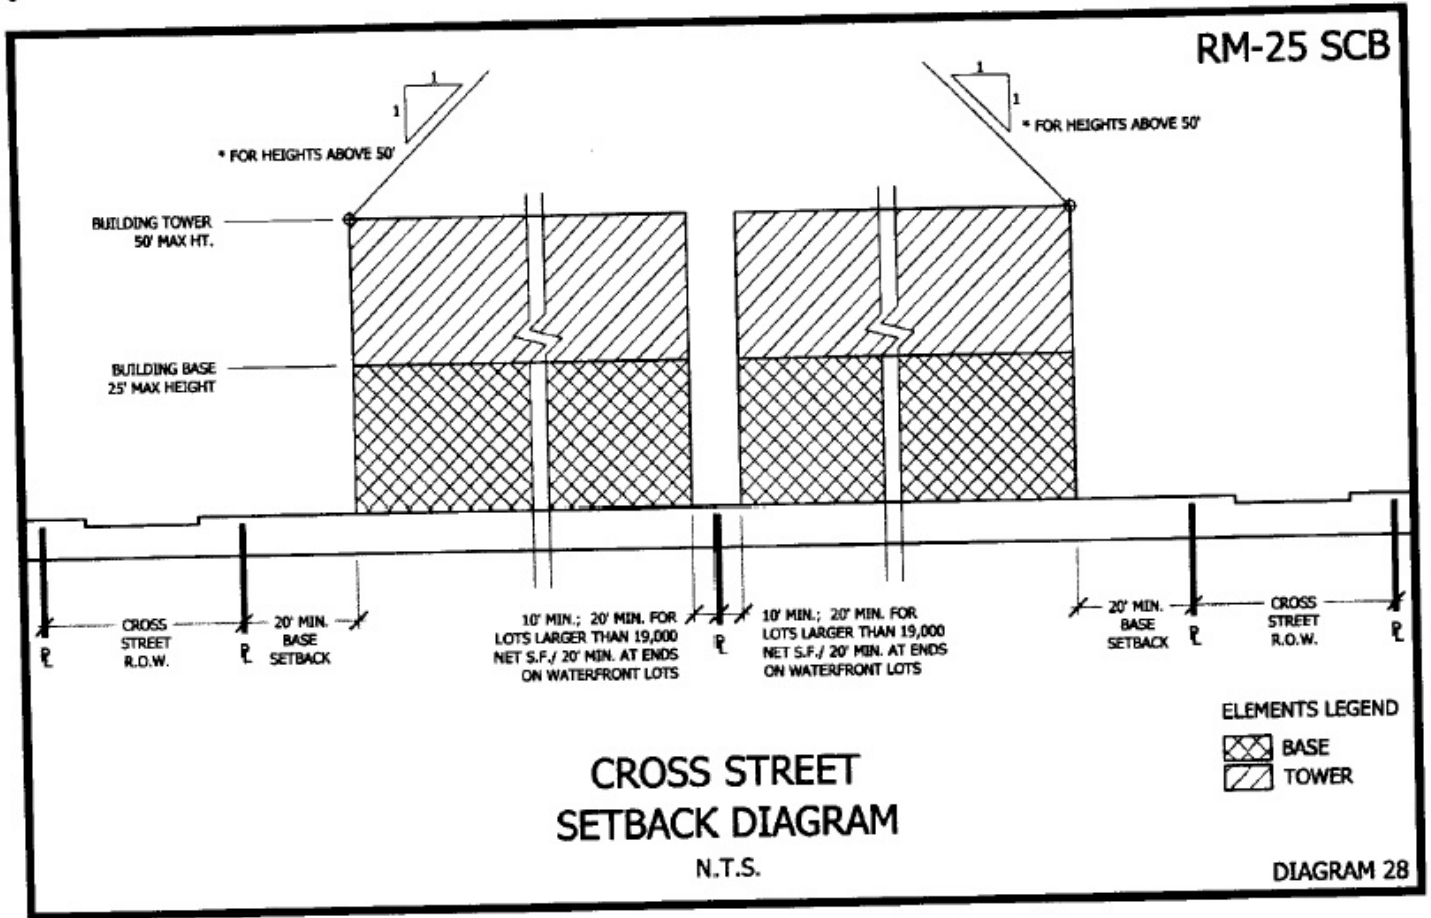 RM-25 SCB
1
1
* FOR HEIGHTS ABOVE 50'
1
1
* FOR HEIGHTS ABOVE 50'
BUILDING TOWER
50' MAX HT.
BUILDING BASE
25' MAX HEIGHT
CROSS
STREET
R.O.W.
20' MIN.
BASE
SETBACK
10' MIN.; 20' MIN. FOR
LOTS LARGER THAN 19,000
NET S.F./ 20' MIN. AT ENDS
ON WATERFRONT LOTS
10' MIN.; 20' MIN. FOR
LOTS LARGER THAN 19,000
NET S.F./ 20' MIN. AT ENDS
ON WATERFRONT LOTS
20' MIN.
BASE
SETBACK
CROSS
STREET
R.O.W.
℄
℄
℄
℄
℄
ELEMENTS LEGEND
BASE
TOWER
CROSS STREET
SETBACK DIAGRAM
N.T.S.
DIAGRAM 28